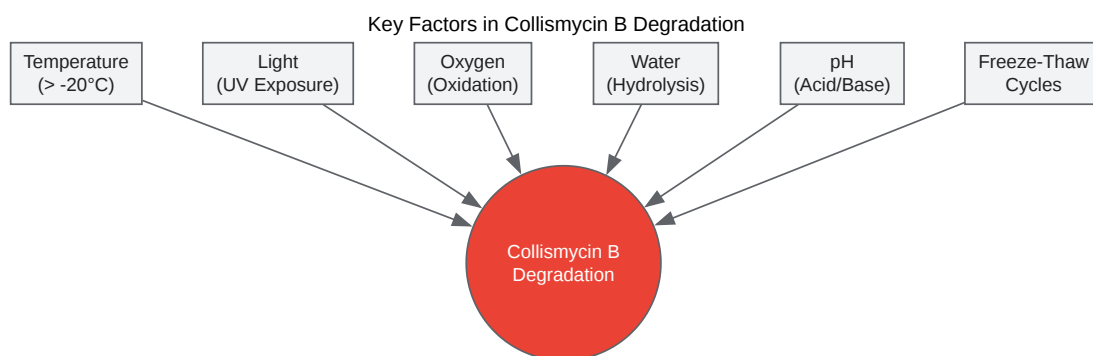 Key Factors in Collismycin B Degradation
Temperature
(> -20°C)
Light
(UV Exposure)
Oxygen
(Oxidation)
Water
(Hydrolysis)
pH
(Acid/Base)
Freeze-Thaw
Cycles
Collismycin B
Degradation